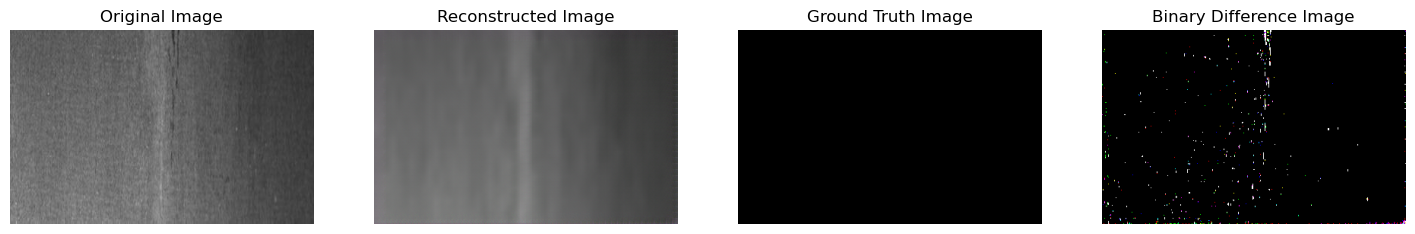 Original Image
Reconstructed Image
Ground Truth Image
Binary Difference Image